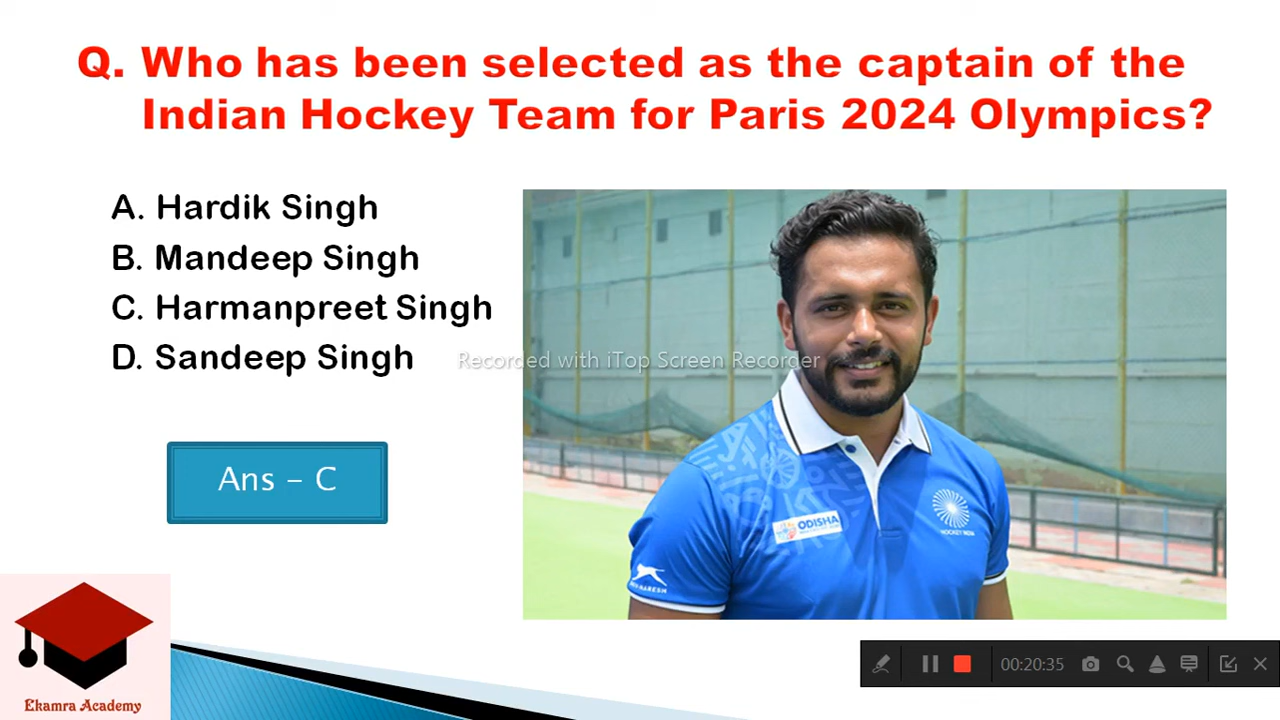 Q. Who has been selected as the captain of the
Indian Hockey Team for Paris 2024 Olympics?
A. Hardik Singh
B. Mandeep Singh
C. Harmanpreet Singh
D. Sandeep Singh
Recorded with iTop Screen Recorder
Ans – C
ODISHA
HOCKEY INDIA
Ekamra Academy
00:20:35